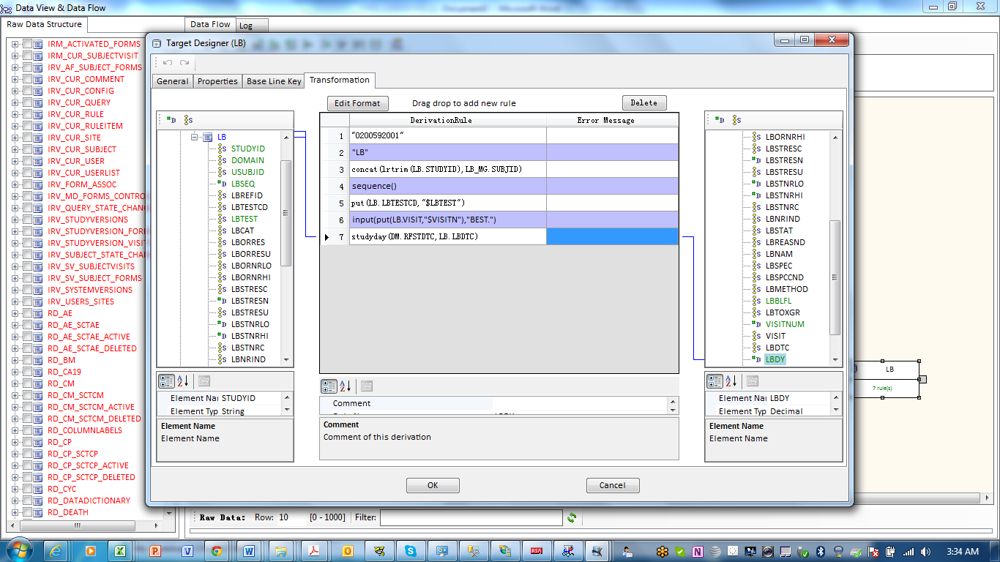 Data View & Data Flow
Raw Data Structure
Data Flow
Log
IRM_ACTIVATED_FORMS
IRM_CUR_SUBJECTVISIT
IRV_AF_SUBJECT_FORMS
IRV_CUR_COMMENT
IRV_CUR_CONFIG
IRV_CUR_QUERY
IRV_CUR_RULE
IRV_CUR_RULEITEM
IRV_CUR_SITE
IRV_CUR_SUBJECT
IRV_CUR_USER
IRV_CUR_USERLIST
IRV_FORM_ASSOC
IRV_MD_FORMS_CONTRO
IRV_QUERY_STATE_CHAN
IRV_STUDYVERSIONS
IRV_STUDYVERSION_FORM
IRV_STUDYVERSION_VISIT
IRV_SUBJECT_STATE_CHAN
IRV_SV_SUBJECTVISITS
IRV_SV_SUBJECT_FORMS
IRV_SYSTEMVERSIONS
IRV_USERS_SITES
RD_AE
RD_AE_SCTAE
RD_AE_SCTAE_ACTIVE
RD_AE_SCTAE_DELETED
RD_BM
RD_CA19
RD_CM
RD_CM_SCTCM
RD_CM_SCTCM_ACTIVE
RD_CM_SCTCM_DELETED
RD_COLUMNLABELS
RD_CP
RD_CP_SCTCP
RD_CP_SCTCP_ACTIVE
RD_CP_SCTCP_DELETED
RD_CYC
RD_DATADICTIONARY
RD_DEATH
Target Designer (LB)
General
Properties
Base Line Key
Transformation
Edit Format
Drag drop to add new rule
Delete
LB
STUDYID
DOMAIN
USUBJID
LBSEQ
LBREFID
LBTESTCD
LBTEST
LBCAT
LBORRES
LBORRESU
LBORNRLO
LBORNRHI
LBSTRESC
LBSTRESN
LBSTRESU
LBSTNRLO
LBSTNRHI
LBSTNRC
LBNRIND
DerivationRule Error Message
1 "0200592001"
2 "LB"
3 concat(lrtrim(LB.STUDYID),LB_MG.SUBJID)
4 sequence()
5 put(LB.LBTESTCD,"$LBTEST")
6 input(put(LB.VISIT,"$VISITN"),"BEST.")
7 studyday(DM.RFSTDTC,LB.LBDTC)
LBORNRHI
LBSTRESC
LBSTRESN
LBSTRESU
LBSTNRLO
LBSTNRHI
LBSTNRC
LBNRIND
LBSTAT
LBREASND
LBNAM
LBSPEC
LBSPCCND
LBMETHOD
LBBLFL
LBTOXGR
VISITNUM
VISIT
LBDTC
LBDY
Element Nar STUDYID
Element Typ String
Element Name
Element Name
Comment
Comment
Comment of this derivation
Element Nar LBDY
Element Typ Decimal
Element Name
Element Name
OK
Cancel
LB
7 rule(s)
Raw Data: Row: 10 [0 - 1000] Filter:
3:34 AM